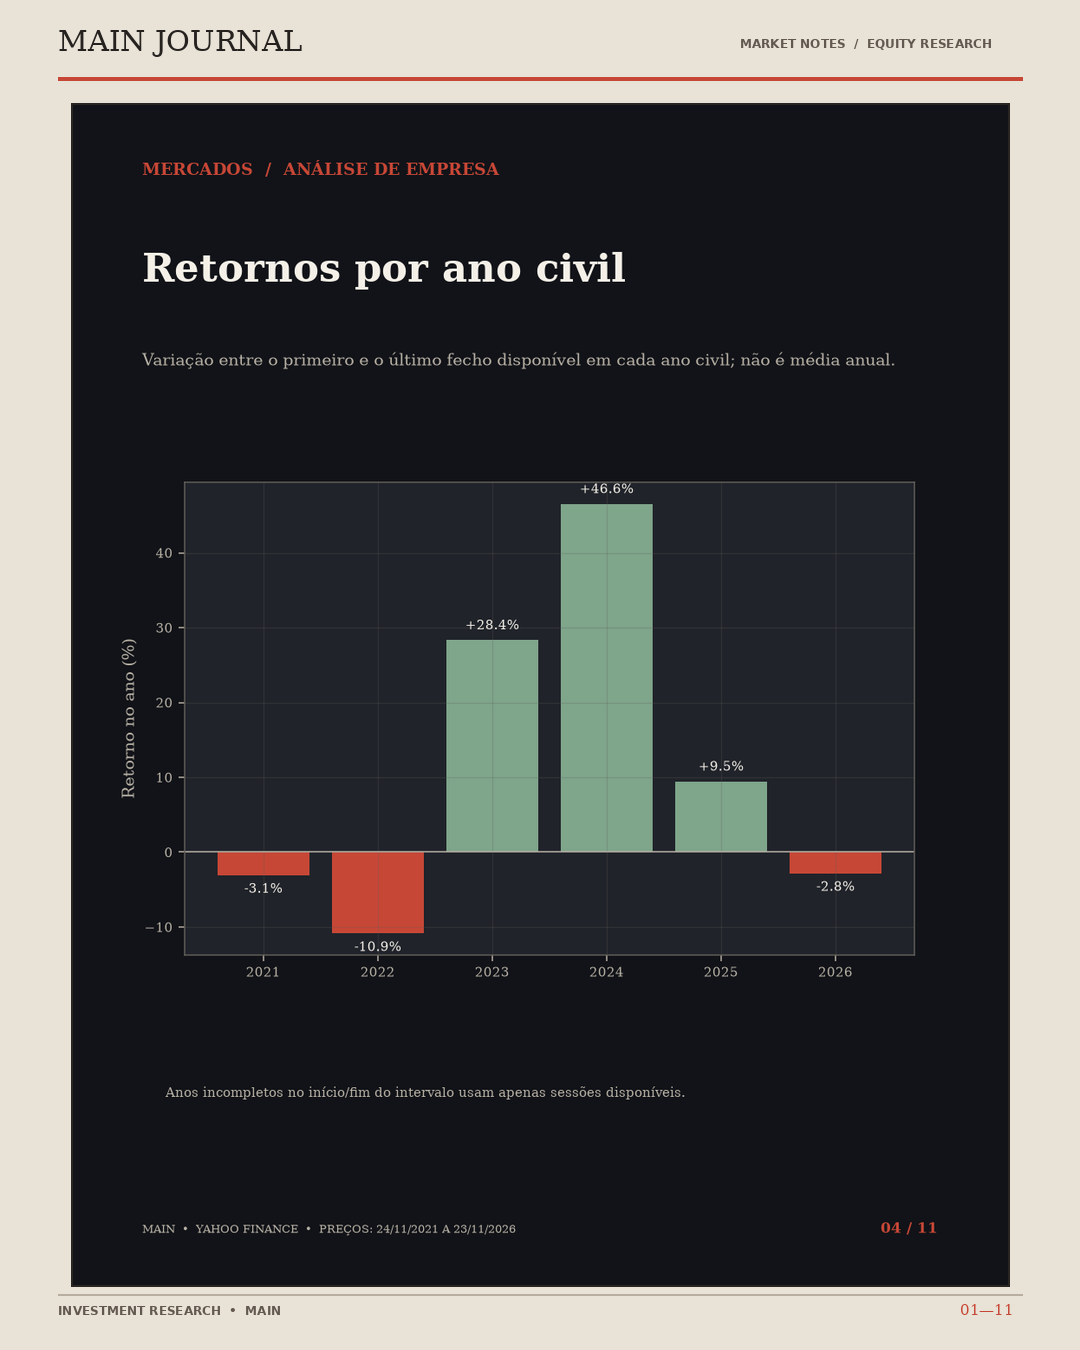 MAIN JOURNAL
MARKET NOTES / EQUITY RESEARCH
MERCADOS / ANÁLISE DE EMPRESA
Retornos por ano civil
Variação entre o primeiro e o último fecho disponível em cada ano civil; não é média anual.
Retorno no ano (%)
40
30
20
10
0
−10
-3.1%
-10.9%
+28.4%
+46.6%
+9.5%
-2.8%
2021
2022
2023
2024
2025
2026
Anos incompletos no início/fim do intervalo usam apenas sessões disponíveis.
MAIN • YAHOO FINANCE • PREÇOS: 24/11/2021 A 23/11/2026
04 / 11
INVESTMENT RESEARCH • MAIN
01—11